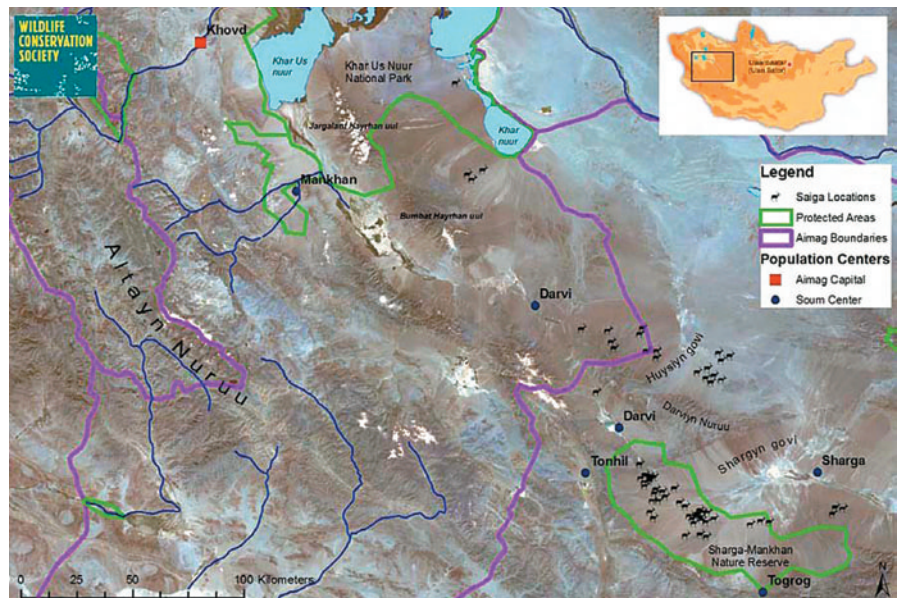 WILDLIFE
CONSERVATION
SOCIETY
Khovd
Khar Us
nuur
Khar Us Nuur
National Park
Jargalant Hayrhan uul
Khar
nuur
Mankhan
Bumbat Hayrhan uul
Altayn Nuruu
Darvi
Huysiyn govi
Darviyn Nuruu
Darvi
Shargyn govi
Tonhil
Sharga
Sharga-Mankhan
Nature Reserve
Togrog
0 25 50 100 Kilometers
N
Legend
Saiga Locations
Protected Areas
Aimag Boundaries
Population Centers
Aimag Capital
Soum Center